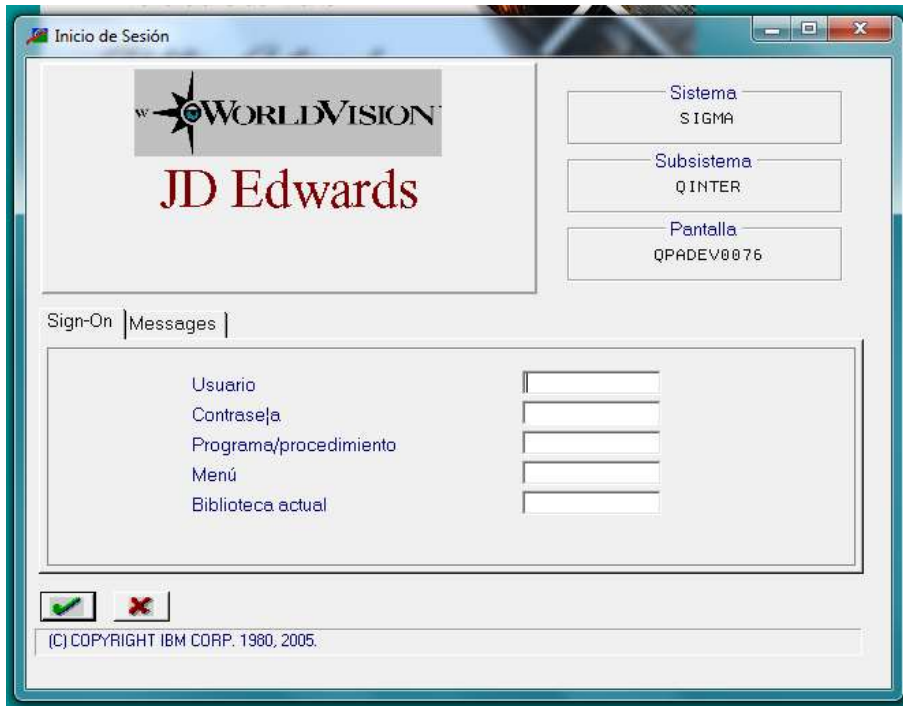 Inicio de Sesión
W WORLDVISION
JD Edwards
Sistema
SIGMA
Subsistema
QINTER
Pantalla
QPADEV0076
Sign-On
Messages
Usuario
Contrase|a
Programa/procedimiento
Menú
Biblioteca actual
(C) COPYRIGHT IBM CORP. 1980, 2005.